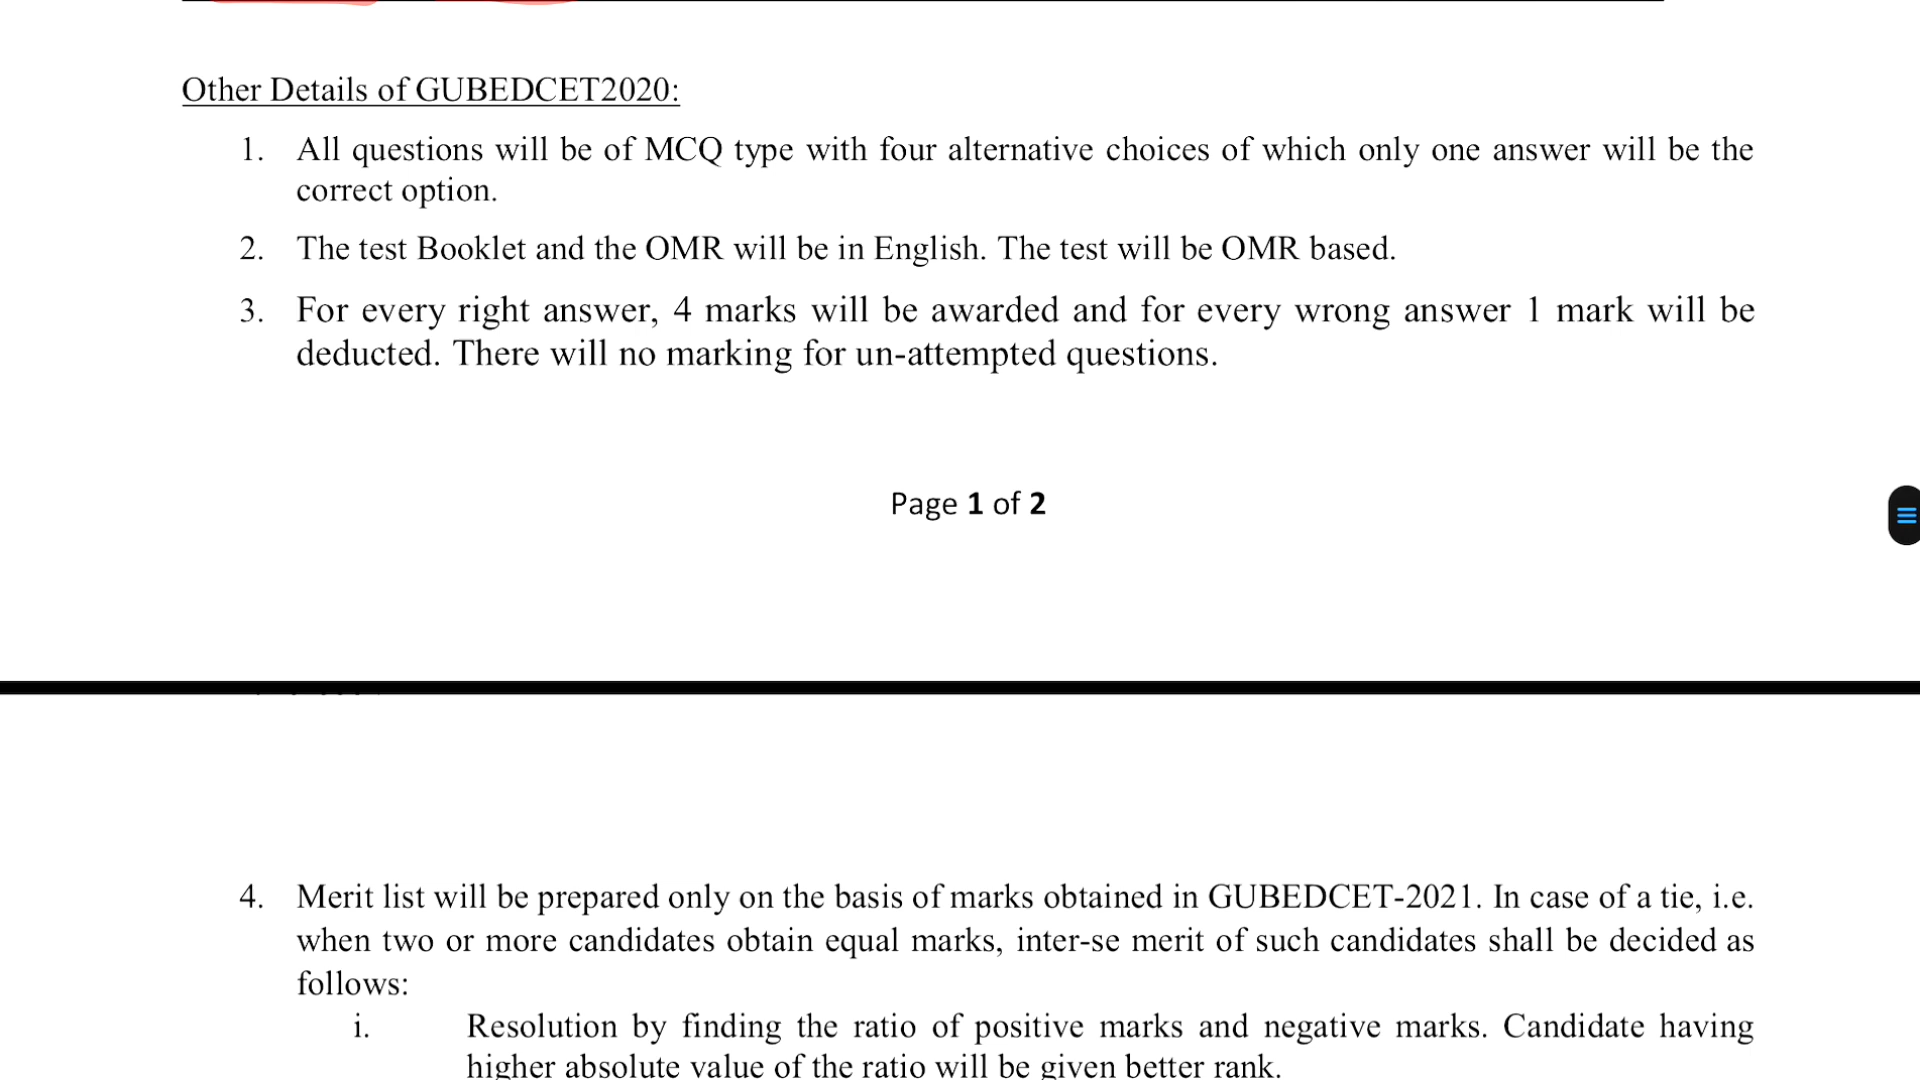 Other Details of GUBEDCET2020:
1. All questions will be of MCQ type with four alternative choices of which only one answer will be the
correct option.
2. The test Booklet and the OMR will be in English. The test will be OMR based.
3. For every right answer, 4 marks will be awarded and for every wrong answer 1 mark will be
deducted. There will no marking for un-attempted questions.
Page 1 of 2
4. Merit list will be prepared only on the basis of marks obtained in GUBEDCET-2021. In case of a tie, i.e.
when two or more candidates obtain equal marks, inter-se merit of such candidates shall be decided as
follows:
i. Resolution by finding the ratio of positive marks and negative marks. Candidate having
higher absolute value of the ratio will be given better rank.